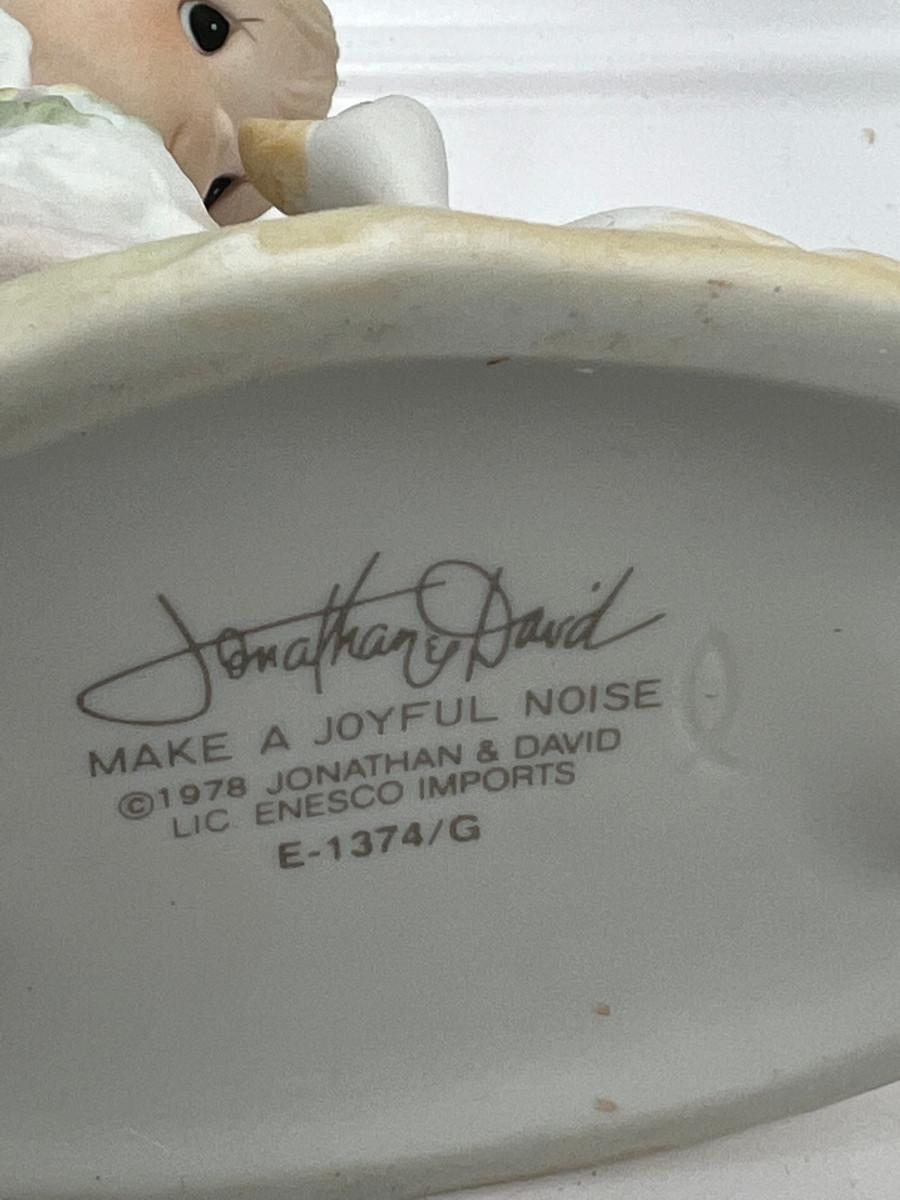 Jonathan & David
MAKE A JOYFUL NOISE
©1978 JONATHAN & DAVID
LIC. ENESCO IMPORTS
E-1374/G